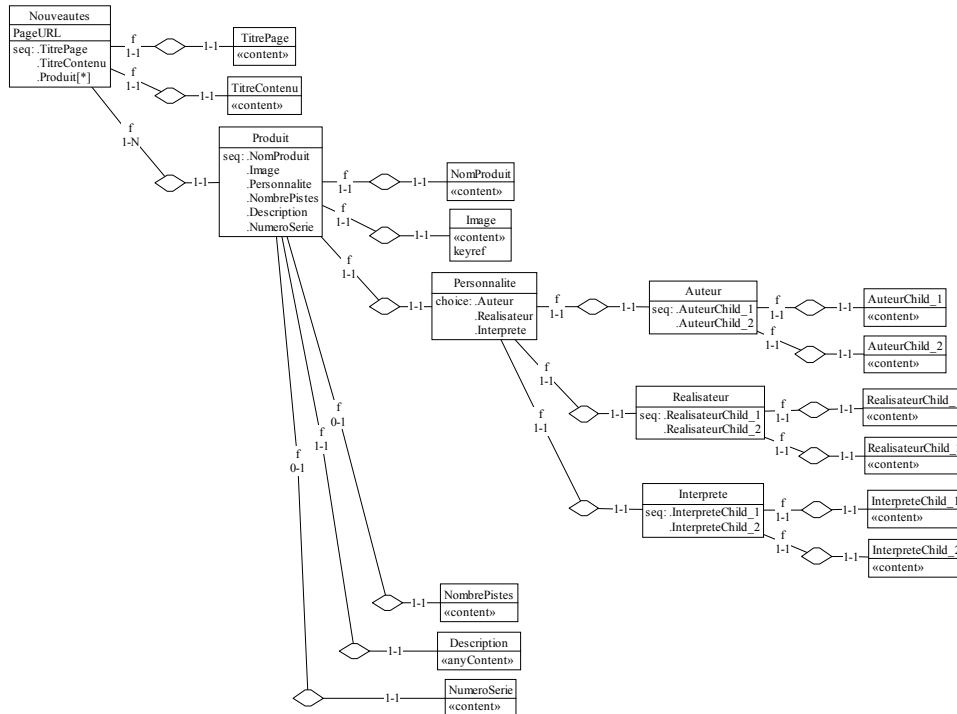 Nouveautes
PageURL
seq: .TitrePage
.TitreContenu
.Produit[*]
f
1-1
1-1
TitrePage
«content»
f
1-1
1-1
TitreContenu
«content»
f
1-N
1-1
Produit
seq: .NomProduit
.Image
.Personnalite
.NombrePistes
.Description
.NumeroSerie
f
1-1
1-1
NomProduit
«content»
f
1-1
1-1
Image
«content»
keyref
f
1-1
1-1
Personnalite
choice: .Auteur
.Realisateur
.Interprete
f
1-1
1-1
Auteur
seq: .AuteurChild_1
.AuteurChild_2
f
1-1
1-1
AuteurChild_1
«content»
f
1-1
1-1
AuteurChild_2
«content»
f
1-1
1-1
Realisateur
seq: .RealisateurChild_1
.RealisateurChild_2
f
1-1
1-1
RealisateurChild_
«content»
f
1-1
1-1
RealisateurChild_
«content»
f
1-1
1-1
Interprete
seq: .InterpreteChild_1
.InterpreteChild_2
f
1-1
1-1
InterpreteChild_1
«content»
f
1-1
1-1
InterpreteChild_2
«content»
f
0-1
1-1
NombrePistes
«content»
f
1-1
1-1
Description
«anyContent»
f
0-1
1-1
NumeroSerie
«content»